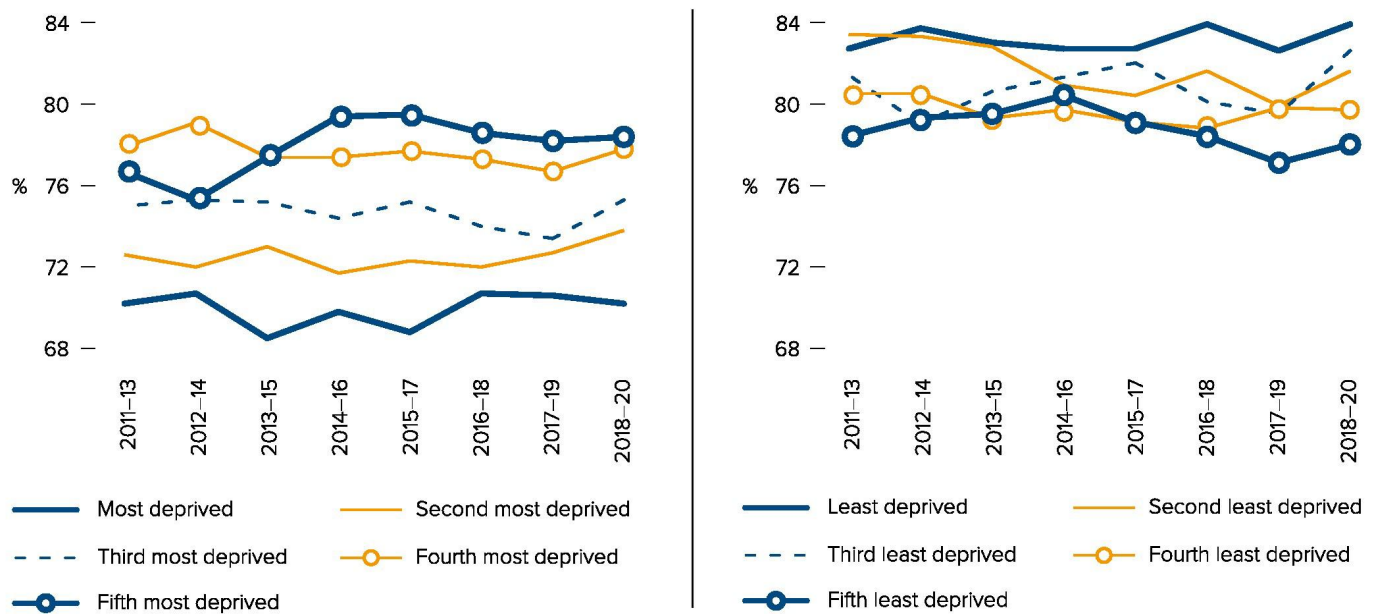 84
80
% 76
72
68
2011–13
2012–14
2013–15
2014–16
2015–17
2016–18
2017–19
2018–20
Most deprived
Second most deprived
Third most deprived
Fourth most deprived
Fifth most deprived
84
80
% 76
72
68
2011–13
2012–14
2013–15
2014–16
2015–17
2016–18
2017–19
2018–20
Least deprived
Second least deprived
Third least deprived
Fourth least deprived
Fifth least deprived